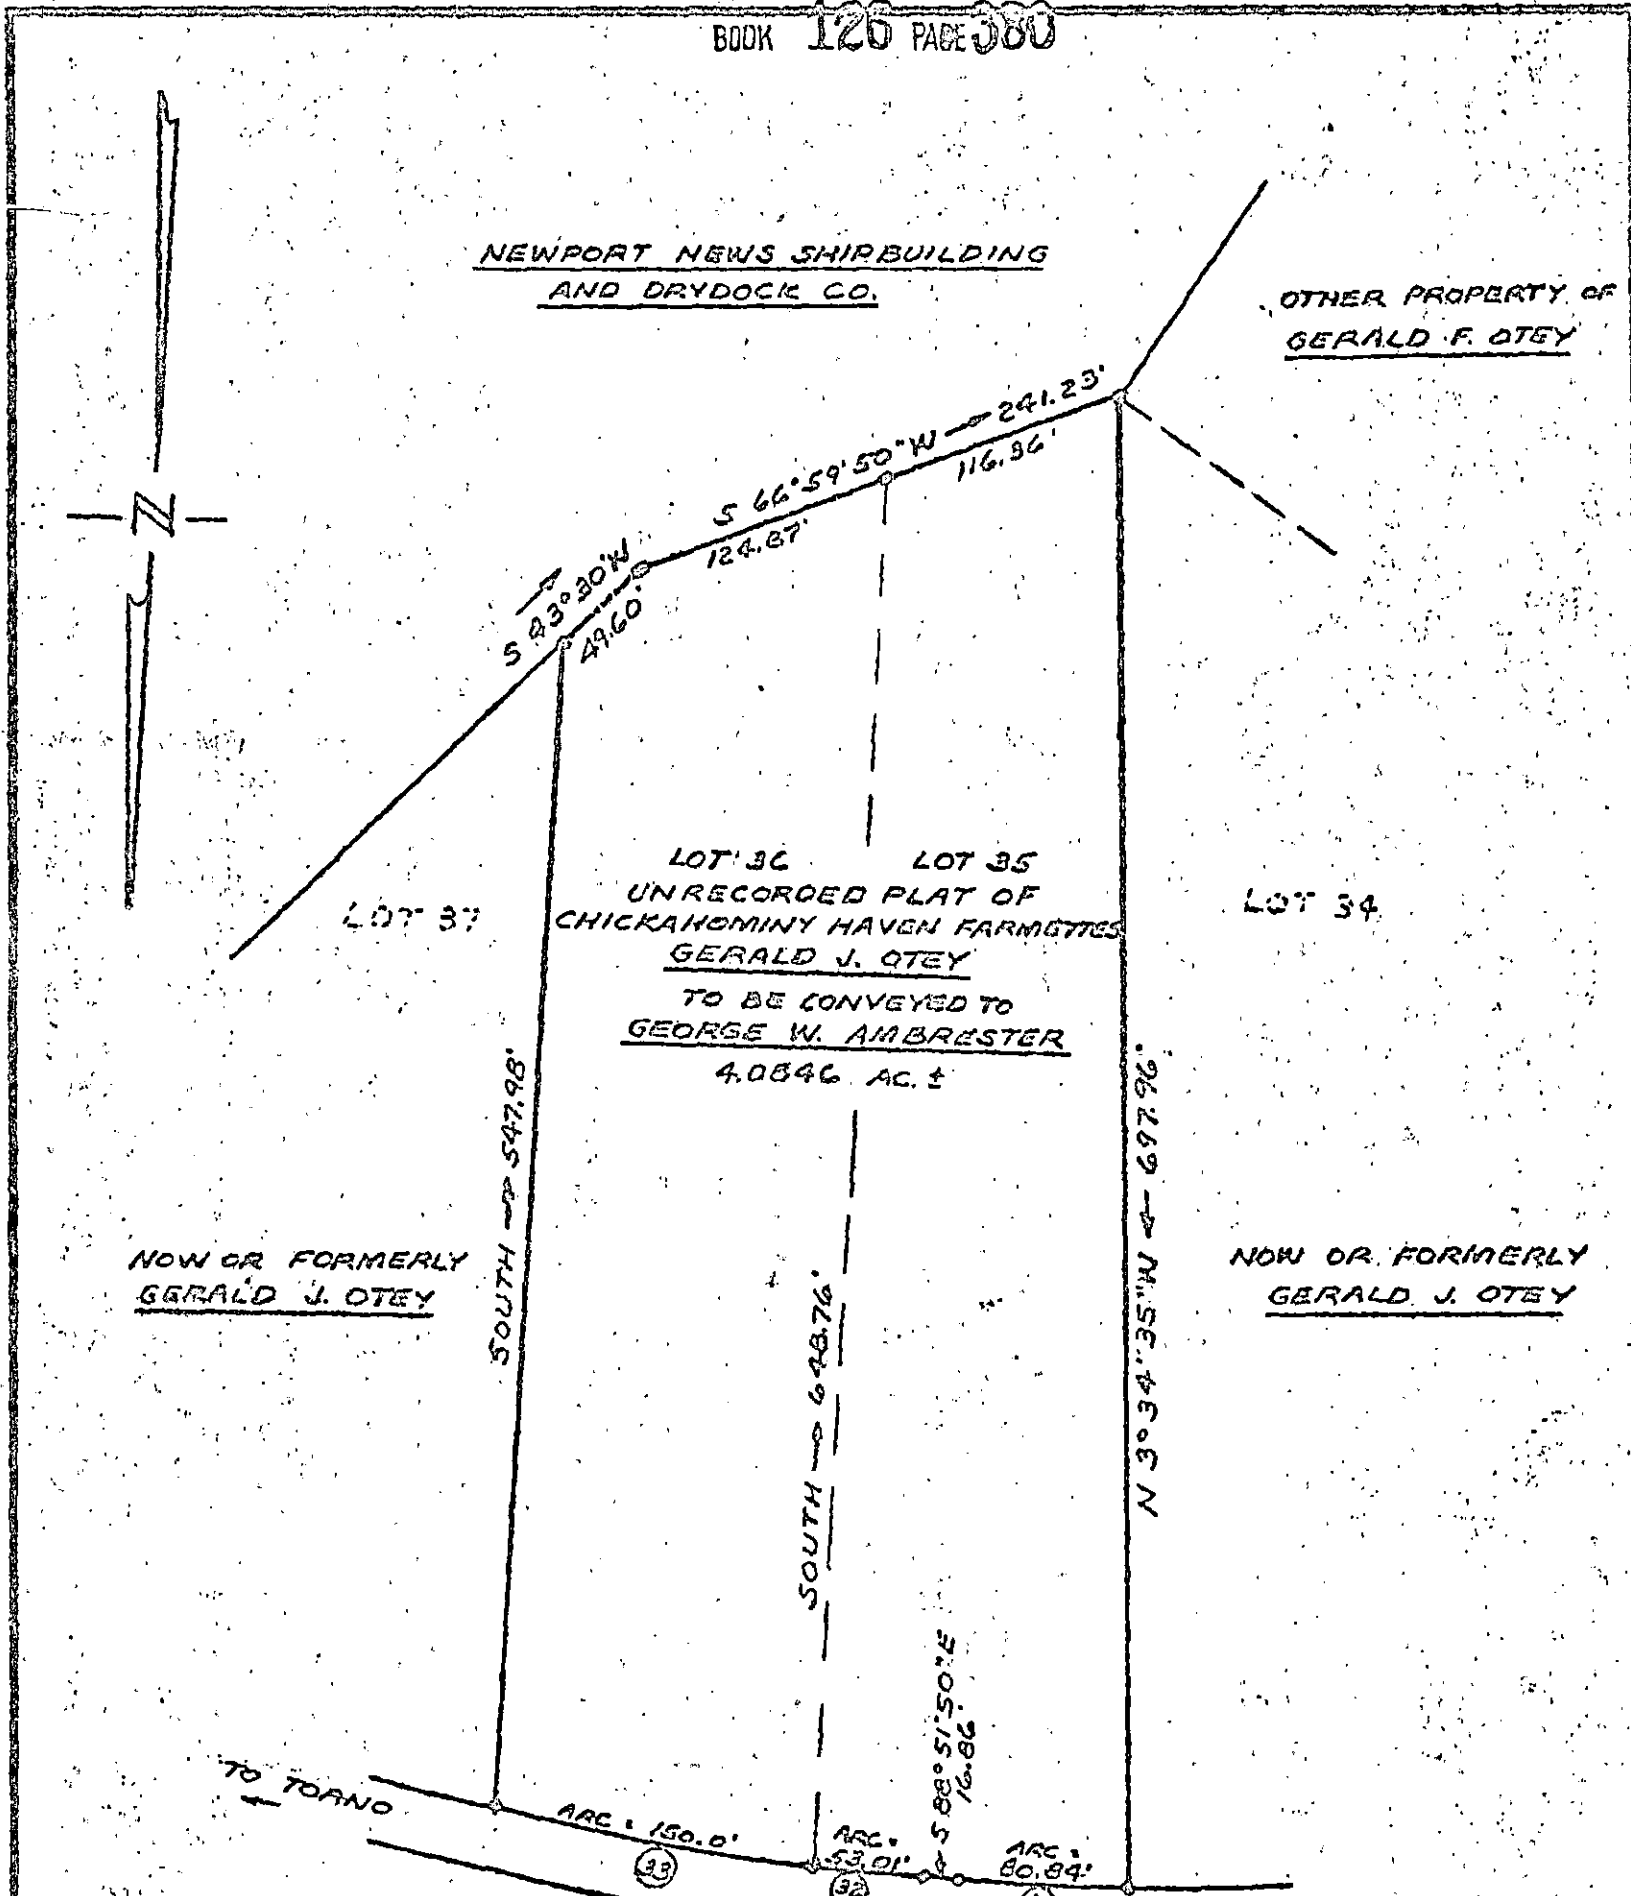 BOOK 126 PAGE 380
NEWPORT NEWS SHIPBUILDING
AND DRYDOCK CO.
OTHER PROPERTY OF
GERALD F. OTEY
S 66°59'50"W 241.23'
116.36'
124.87'
S 43°30'W
49.60'
N
LOT 36 LOT 35
UNRECORDED PLAT OF
CHICKAHOMINY HAVEN FARMETTES
GERALD J. OTEY
TO BE CONVEYED TO
GEORGE W. AMBRESTER
4.0846 AC. ±
LOT 37
LOT 34
SOUTH 547.98'
N 3°34'35"W 697.96'
NOW OR FORMERLY
GERALD J. OTEY
NOW OR FORMERLY
GERALD J. OTEY
SOUTH 648.76'
S 88°51'50"E
16.86'
TO TOANO
ARC = 150.0'
33
ARC =
53.01'
32
ARC =
80.84'